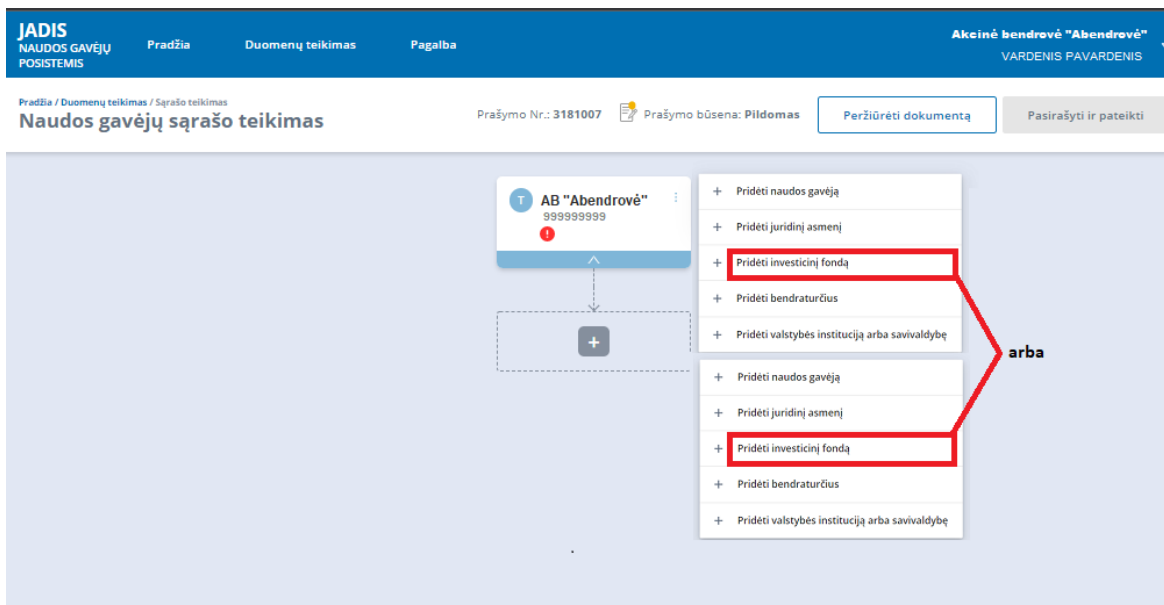 JADIS
NAUDOS GAVĖJŲ
POSISTEMIS
Pradžia
Duomenų teikimas
Pagalba
Akcinė bendrovė "Abendrovė"
VARDENIS PAVARDENIS
Pradžia / Duomenų teikimas / Sąrašo teikimas
Naudos gavėjų sąrašo teikimas
Prašymo Nr.: 3181007
Prašymo būsena: Pildomas
Peržiūrėti dokumentą
Pasirašyti ir pateikti
T
AB "Abendrovė"
999999999
!
+
+ Pridėti naudos gavėją
+ Pridėti juridinį asmenį
+ Pridėti investicinį fondą
+ Pridėti bendraturčius
+ Pridėti valstybės instituciją arba savivaldybę
arba
+ Pridėti naudos gavėją
+ Pridėti juridinį asmenį
+ Pridėti investicinį fondą
+ Pridėti bendraturčius
+ Pridėti valstybės instituciją arba savivaldybę
.